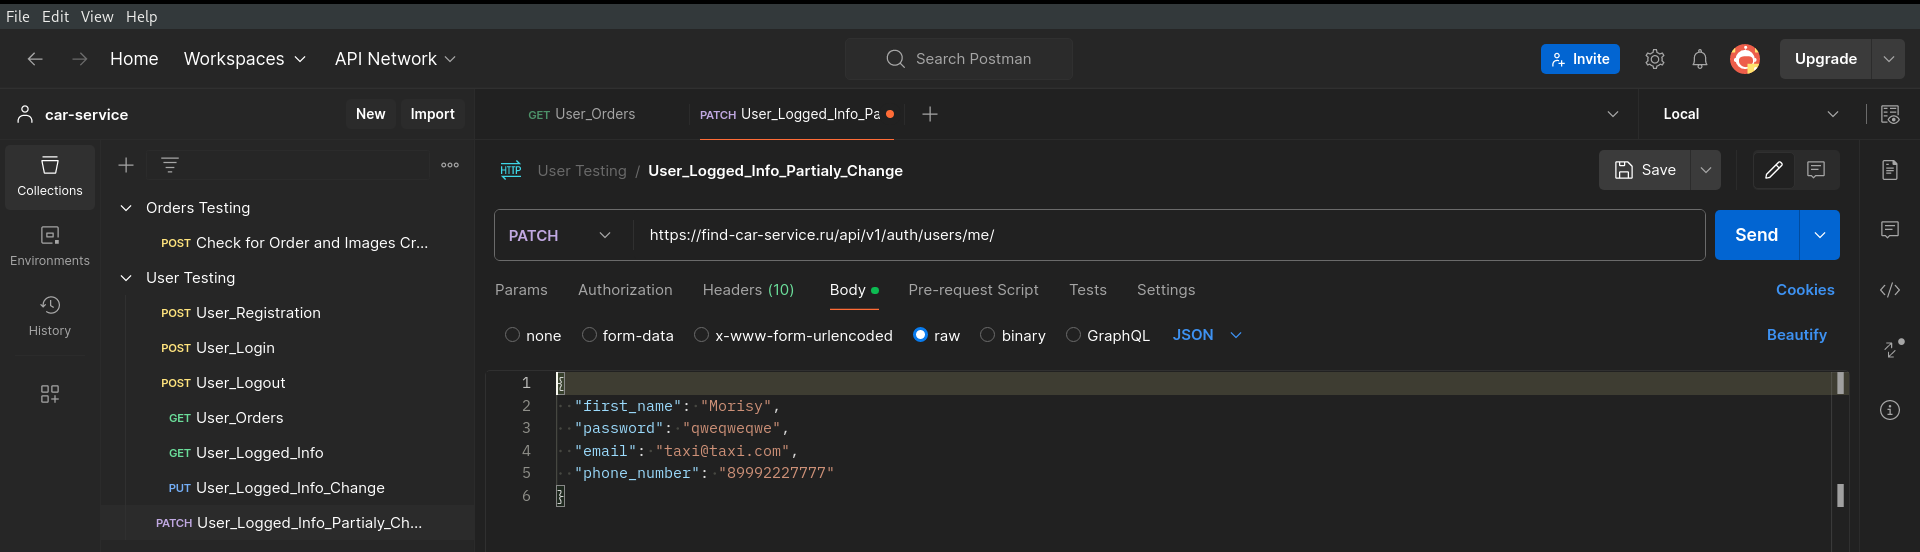 File Edit View Help
Home Workspaces API Network Search Postman Invite Upgrade
car-service New Import GET User_Orders PATCH User_Logged_Info_Pa Local
Collections
Environments
History
Orders Testing
POST Check for Order and Images Cr...
User Testing
POST User_Registration
POST User_Login
POST User_Logout
GET User_Orders
GET User_Logged_Info
PUT User_Logged_Info_Change
PATCH User_Logged_Info_Partialy_Ch...
HTTP User Testing / User_Logged_Info_Partialy_Change Save
PATCH https://find-car-service.ru/api/v1/auth/users/me/ Send
Params Authorization Headers (10) Body Pre-request Script Tests Settings Cookies
none form-data x-www-form-urlencoded raw binary GraphQL JSON Beautify
1 {
2 "first_name": "Morisy",
3 "password": "qweqweqwe",
4 "email": "taxi@taxi.com",
5 "phone_number": "89992227777"
6 }